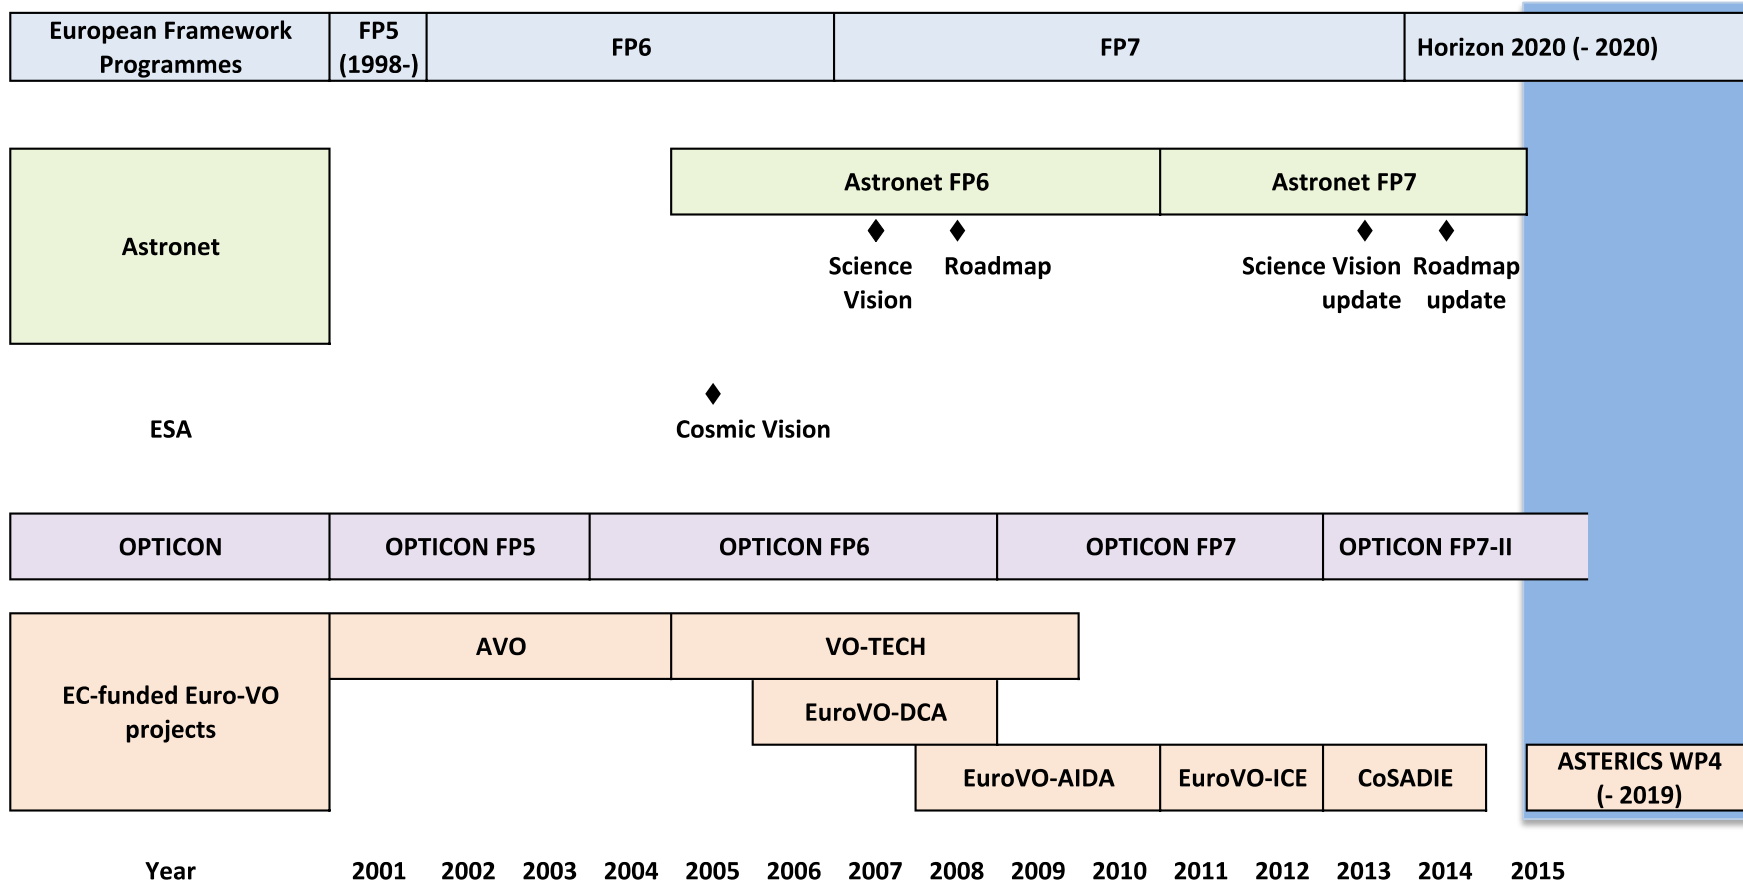 European Framework
Programmes
FP5
(1998-)
FP6
FP7
Horizon 2020 (- 2020)
Astronet
Astronet FP6
Astronet FP7
Science
Vision
Roadmap
Science Vision
update
Roadmap
update
ESA
Cosmic Vision
OPTICON
OPTICON FP5
OPTICON FP6
OPTICON FP7
OPTICON FP7-II
EC-funded Euro-VO
projects
AVO
VO-TECH
EuroVO-DCA
EuroVO-AIDA
EuroVO-ICE
CoSADIE
ASTERICS WP4
(- 2019)
Year 2001 2002 2003 2004 2005 2006 2007 2008 2009 2010 2011 2012 2013 2014 2015